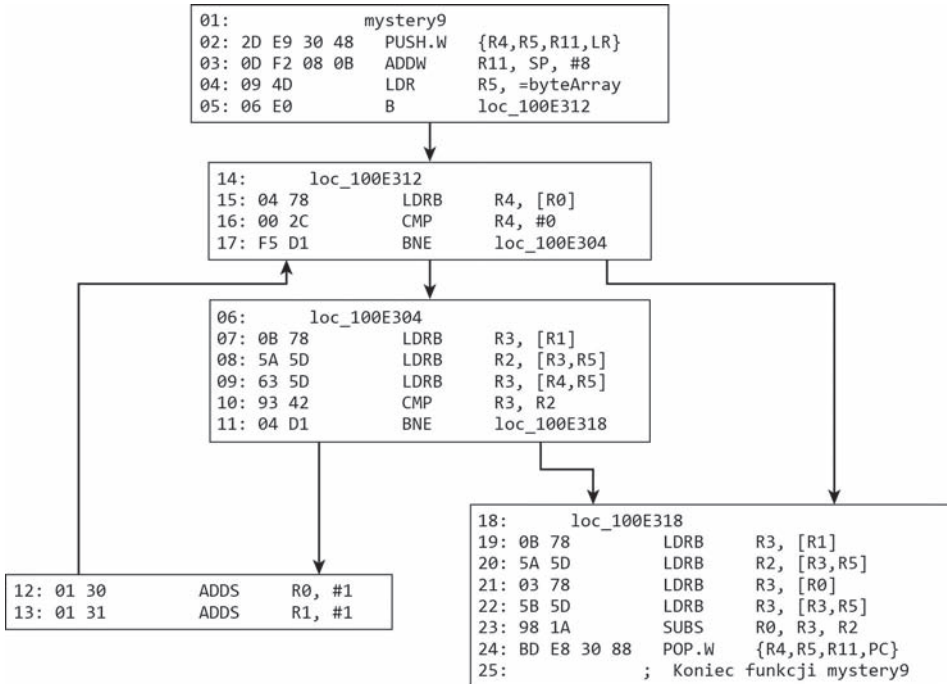 01: mystery9
02: 2D E9 30 48 PUSH.W {R4,R5,R11,LR}
03: 0D F2 08 0B ADDW R11, SP, #8
04: 09 4D LDR R5, =byteArray
05: 06 E0 B loc_100E312
14: loc_100E312
15: 04 78 LDRB R4, [R0]
16: 00 2C CMP R4, #0
17: F5 D1 BNE loc_100E304
06: loc_100E304
07: 0B 78 LDRB R3, [R1]
08: 5A 5D LDRB R2, [R3,R5]
09: 63 5D LDRB R3, [R4,R5]
10: 93 42 CMP R3, R2
11: 04 D1 BNE loc_100E318
12: 01 30 ADDS R0, #1
13: 01 31 ADDS R1, #1
18: loc_100E318
19: 0B 78 LDRB R3, [R1]
20: 5A 5D LDRB R2, [R3,R5]
21: 03 78 LDRB R3, [R0]
22: 5B 5D LDRB R3, [R3,R5]
23: 98 1A SUBS R0, R3, R2
24: BD E8 30 88 POP.W {R4,R5,R11,PC}
25: ; Koniec funkcji mystery9